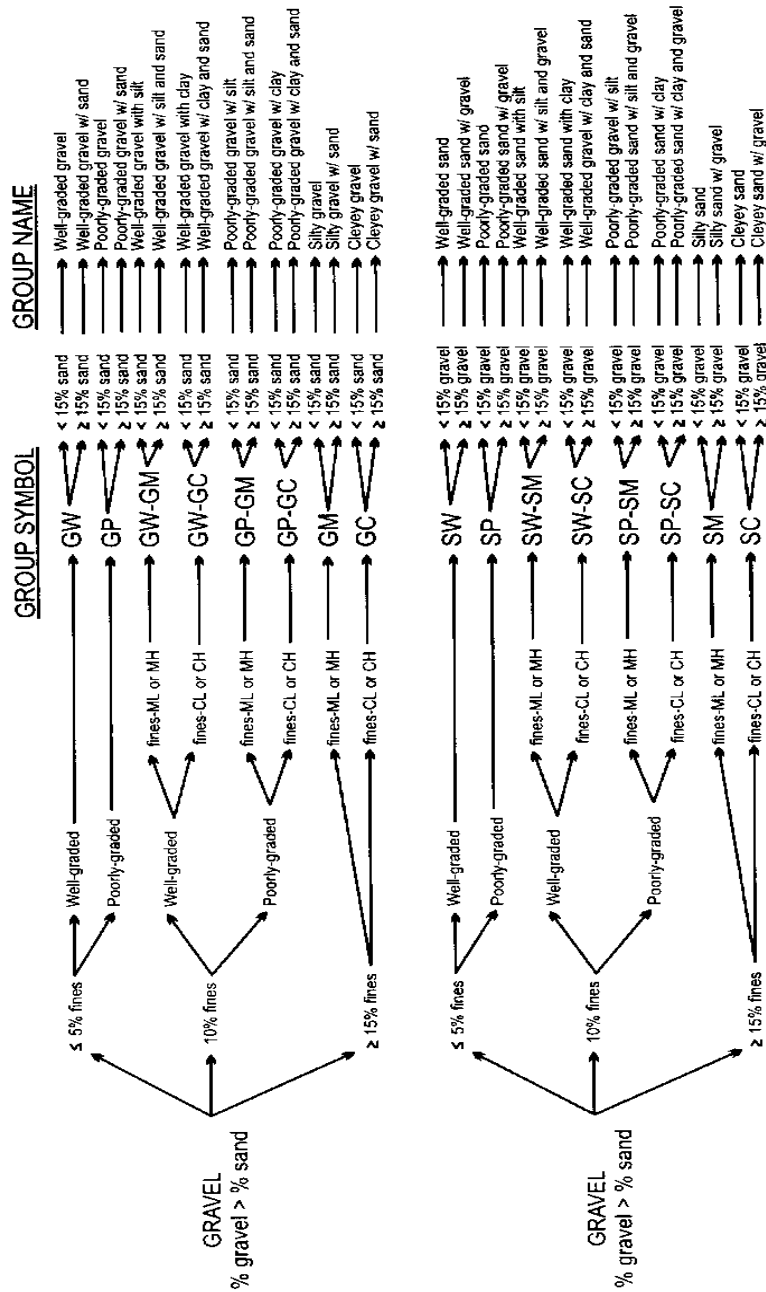 GROUP SYMBOL GROUP NAME
GRAVEL
% gravel > % sand
≤ 5% fines
Well-graded
GW
< 15% sand Well-graded gravel
≥ 15% sand Well-graded gravel w/ sand
Poorly-graded
GP
< 15% sand Poorly-graded gravel
≥ 15% sand Poorly-graded gravel w/ sand
10% fines
Well-graded
fines-ML or MH GW-GM
< 15% sand Well-graded gravel with silt
≥ 15% sand Well-graded gravel w/ silt and sand
fines-CL or CH GW-GC
< 15% sand Well-graded gravel with clay
≥ 15% sand Well-graded gravel w/ clay and sand
Poorly-graded
fines-ML or MH GP-GM
< 15% sand Poorly-graded gravel w/ silt
≥ 15% sand Poorly-graded gravel w/ silt and sand
fines-CL or CH GP-GC
< 15% sand Poorly-graded gravel w/ clay
≥ 15% sand Poorly-graded gravel w/ clay and sand
≥ 15% fines
fines-ML or MH GM
< 15% sand Silty gravel
≥ 15% sand Silty gravel w/ sand
fines-CL or CH GC
< 15% sand Cleyey gravel
≥ 15% sand Cleyey gravel w/ sand
GRAVEL
% gravel > % sand
≤ 5% fines
Well-graded
SW
< 15% gravel Well-graded sand
≥ 15% gravel Well-graded sand w/ gravel
Poorly-graded
SP
< 15% gravel Poorly-graded sand
≥ 15% gravel Poorly-graded sand w/ gravel
10% fines
Well-graded
fines-ML or MH SW-SM
< 15% gravel Well-graded sand with silt
≥ 15% gravel Well-graded sand w/ silt and gravel
fines-CL or CH SW-SC
< 15% gravel Well-graded sand with clay
≥ 15% gravel Well-graded gravel w/ clay and sand
Poorly-graded
fines-ML or MH SP-SM
< 15% gravel Poorly-graded gravel w/ silt
≥ 15% gravel Poorly-graded sand w/ silt and gravel
fines-CL or CH SP-SC
< 15% gravel Poorly-graded sand w/ clay
≥ 15% gravel Poorly-graded sand w/ clay and gravel
≥ 15% fines
fines-ML or MH SM
< 15% gravel Silty sand
≥ 15% gravel Silty sand w/ gravel
fines-CL or CH SC
< 15% gravel Cleyey sand
≥ 15% gravel Cleyey sand w/ gravel